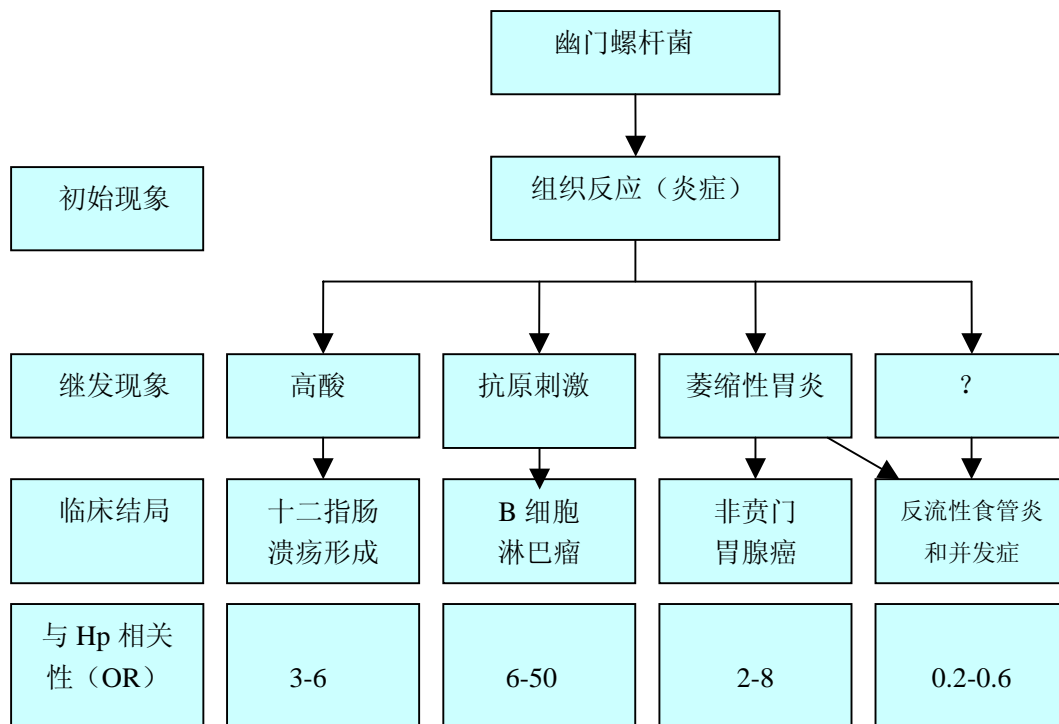 幽门螺杆菌
初始现象
组织反应（炎症）
继发现象
高酸
抗原刺激
萎缩性胃炎
？
临床结局
十二指肠
溃疡形成
B 细胞
淋巴瘤
非贲门
胃腺癌
反流性食管炎
和并发症
与 Hp 相关
性（OR）
3-6
6-50
2-8
0.2-0.6